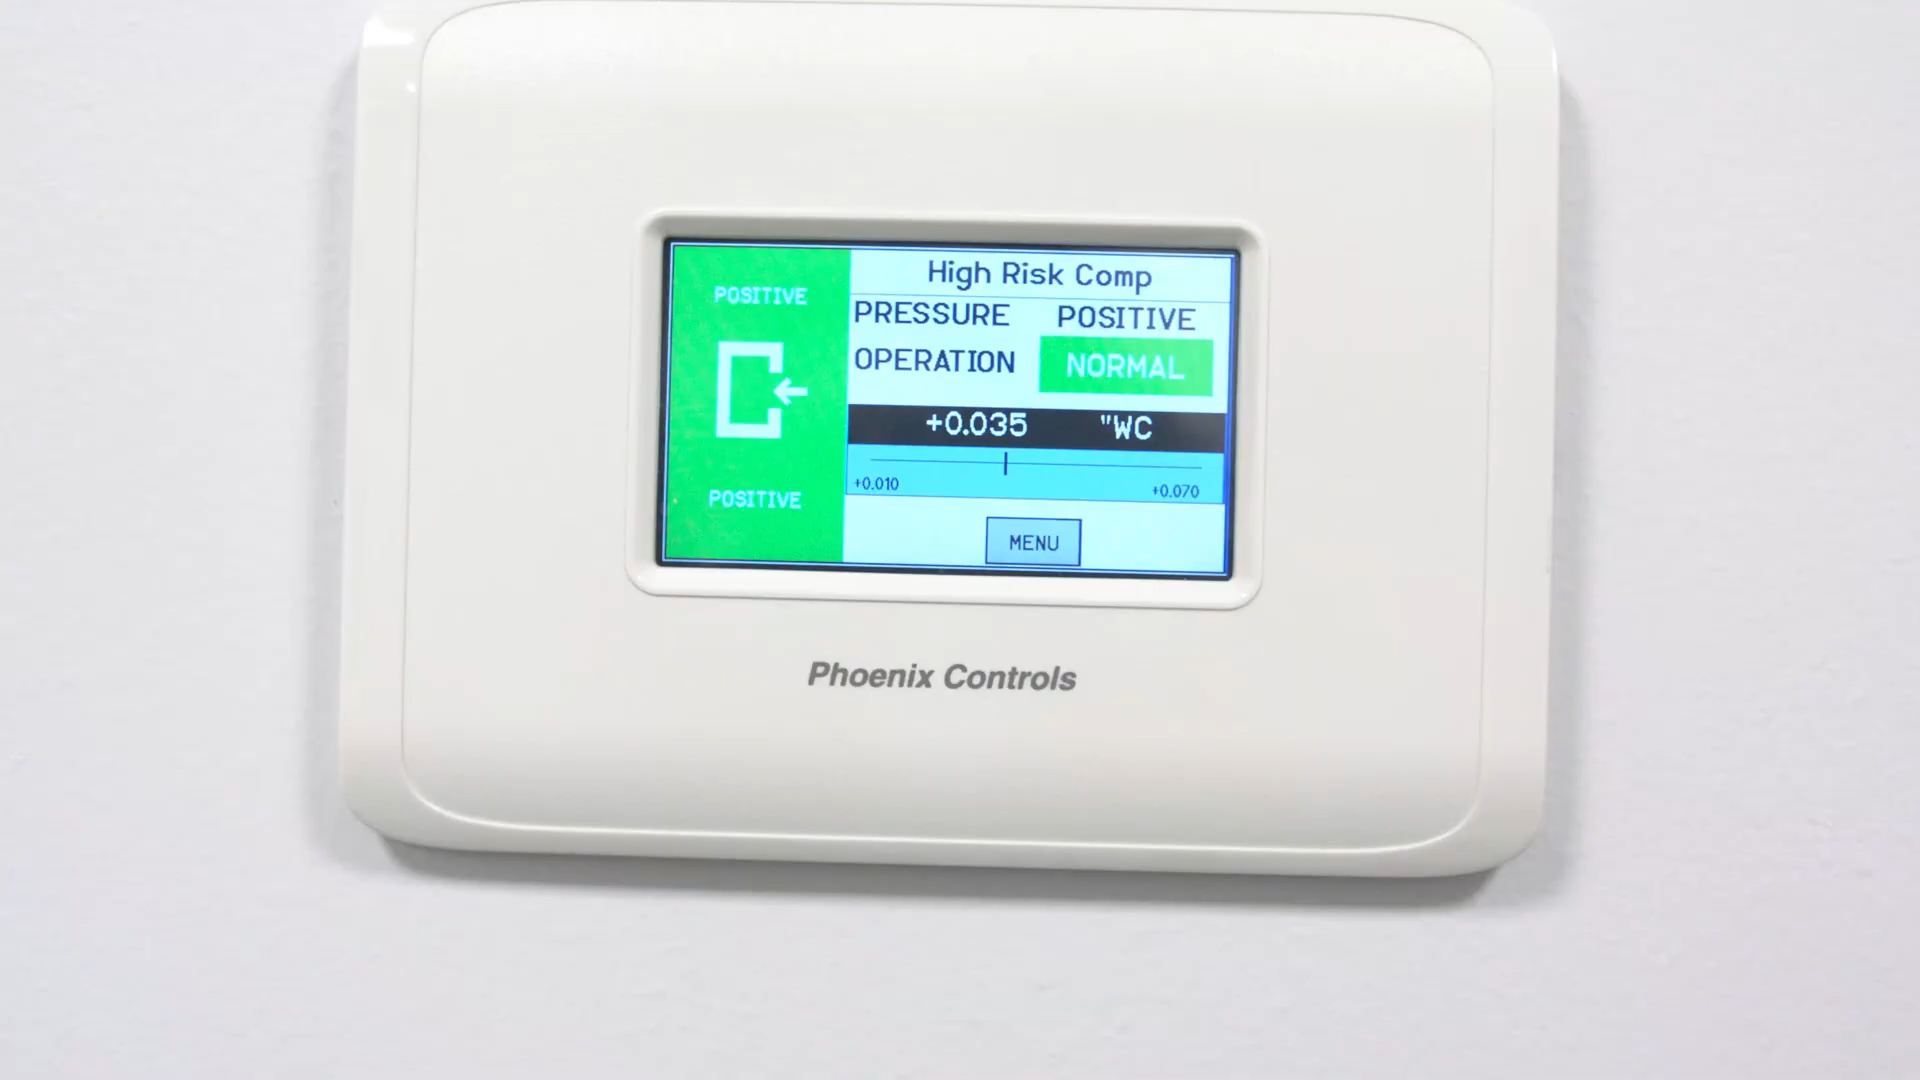 POSITIVE
POSITIVE
High Risk Comp
PRESSURE POSITIVE
OPERATION NORMAL
+0.035 "WC
+0.010 +0.070
MENU
Phoenix Controls